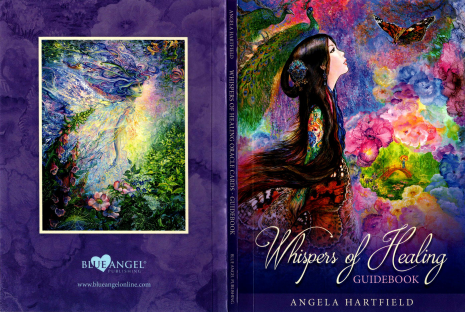 BLUE ANGEL®
PUBLISHING
www.blueangelonline.com
ANGELA HARTFIELD
WHISPERS OF HEALING ORACLE CARDS - GUIDEBOOK
BLUE ANGEL PUBLISHING
Whispers of Healing
GUIDEBOOK
ANGELA HARTFIELD